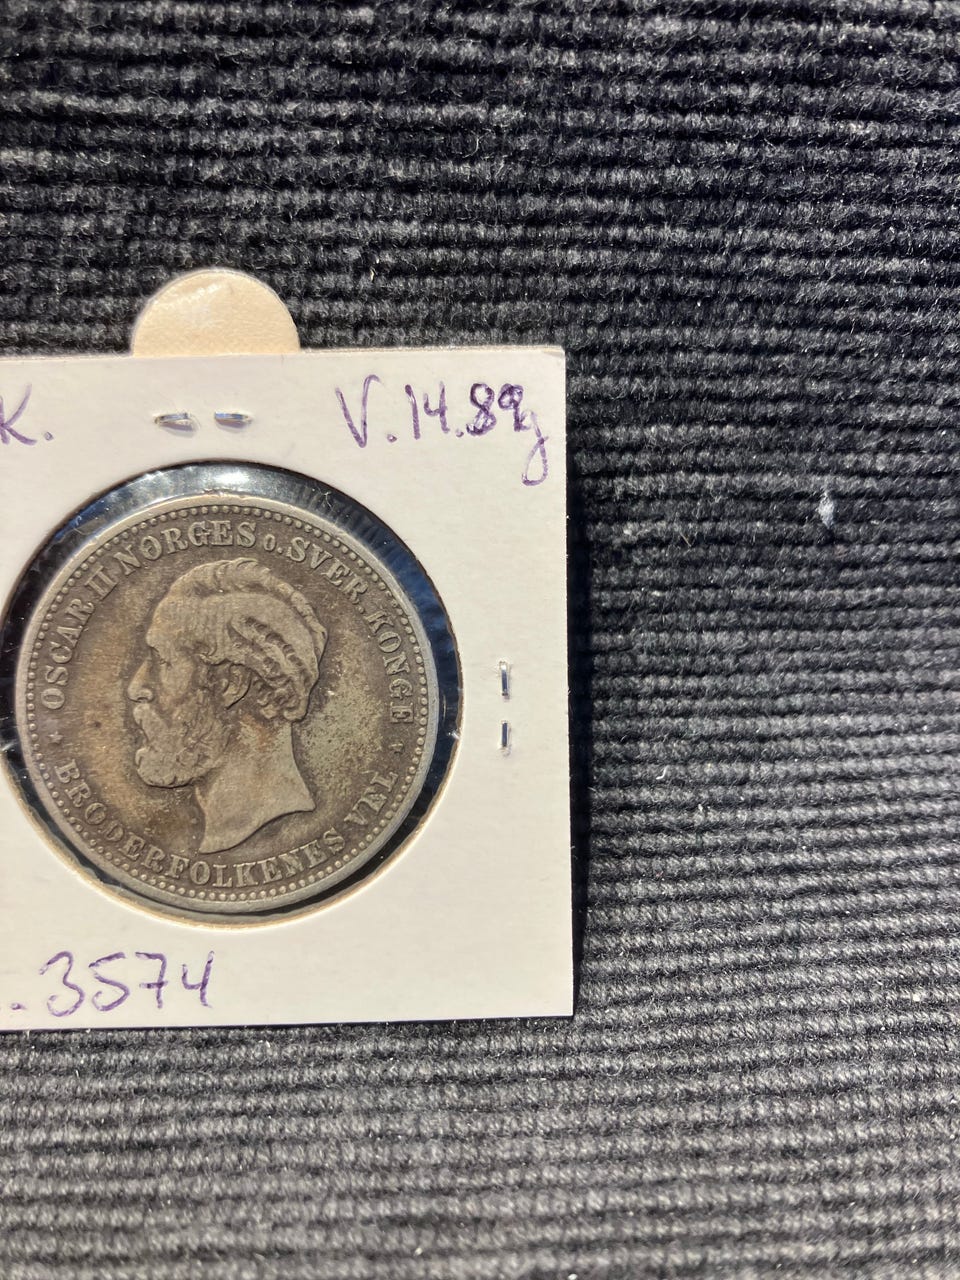 K. V.14.89g
OSCAR II NORGES O. SVER. KONGE
BRODERFOLKENES VEL
.. 3574